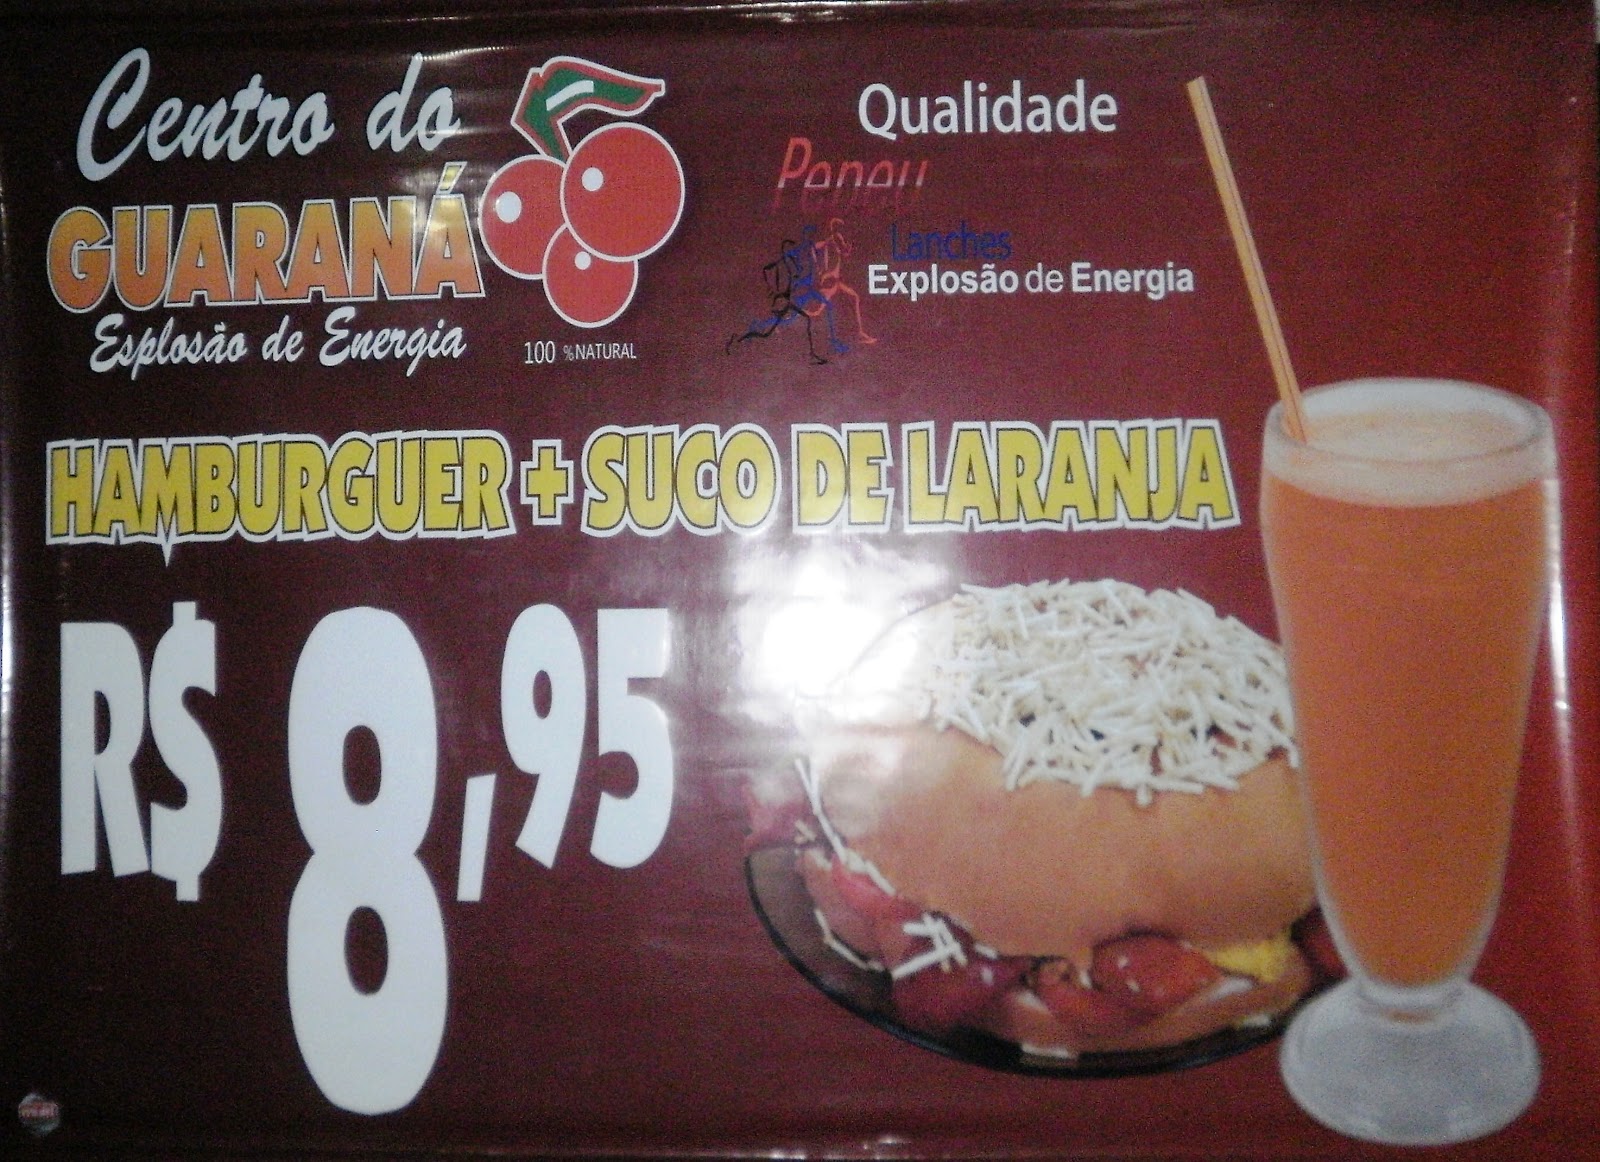 Centro do
GUARANÁ
Explosão de Energia
100 % NATURAL
Qualidade
Peneu
Lanches
Explosão de Energia
HAMBURGUER + SUCO DE LARANJA
R$ 8,95